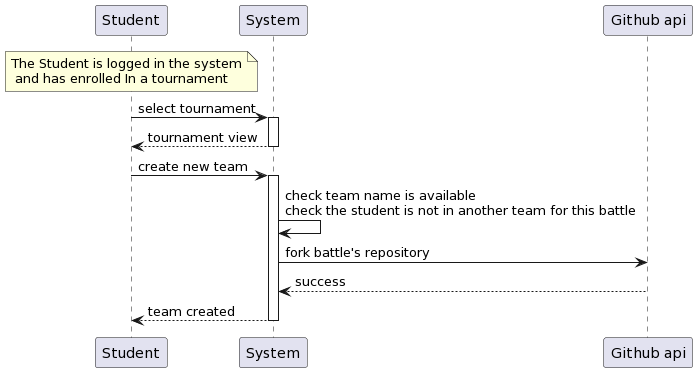 Student
System
Github api
The Student is logged in the system
and has enrolled In a tournament
select tournament
tournament view
create new team
check team name is available
check the student is not in another team for this battle
fork battle's repository
success
team created
Student
System
Github api